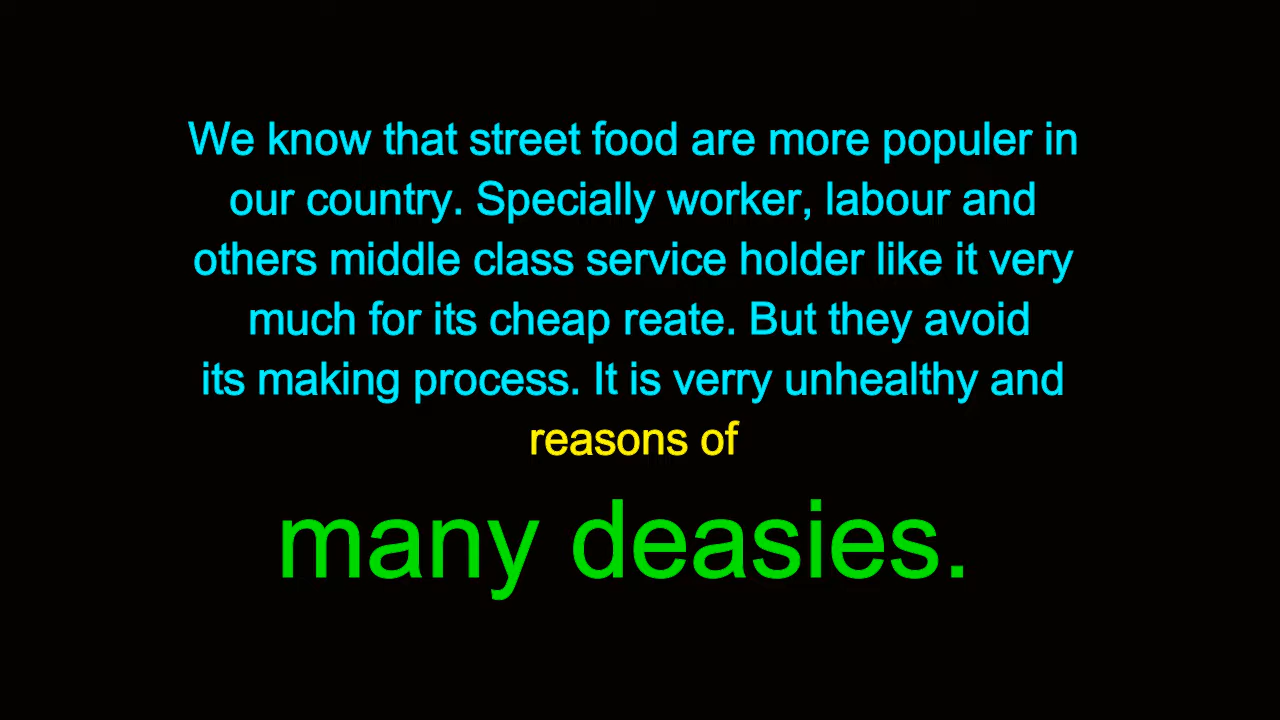 We know that street food are more populer in
our country. Specially worker, labour and
others middle class service holder like it very
much for its cheap reate. But they avoid
its making process. It is verry unhealthy and
reasons of
many deasies.